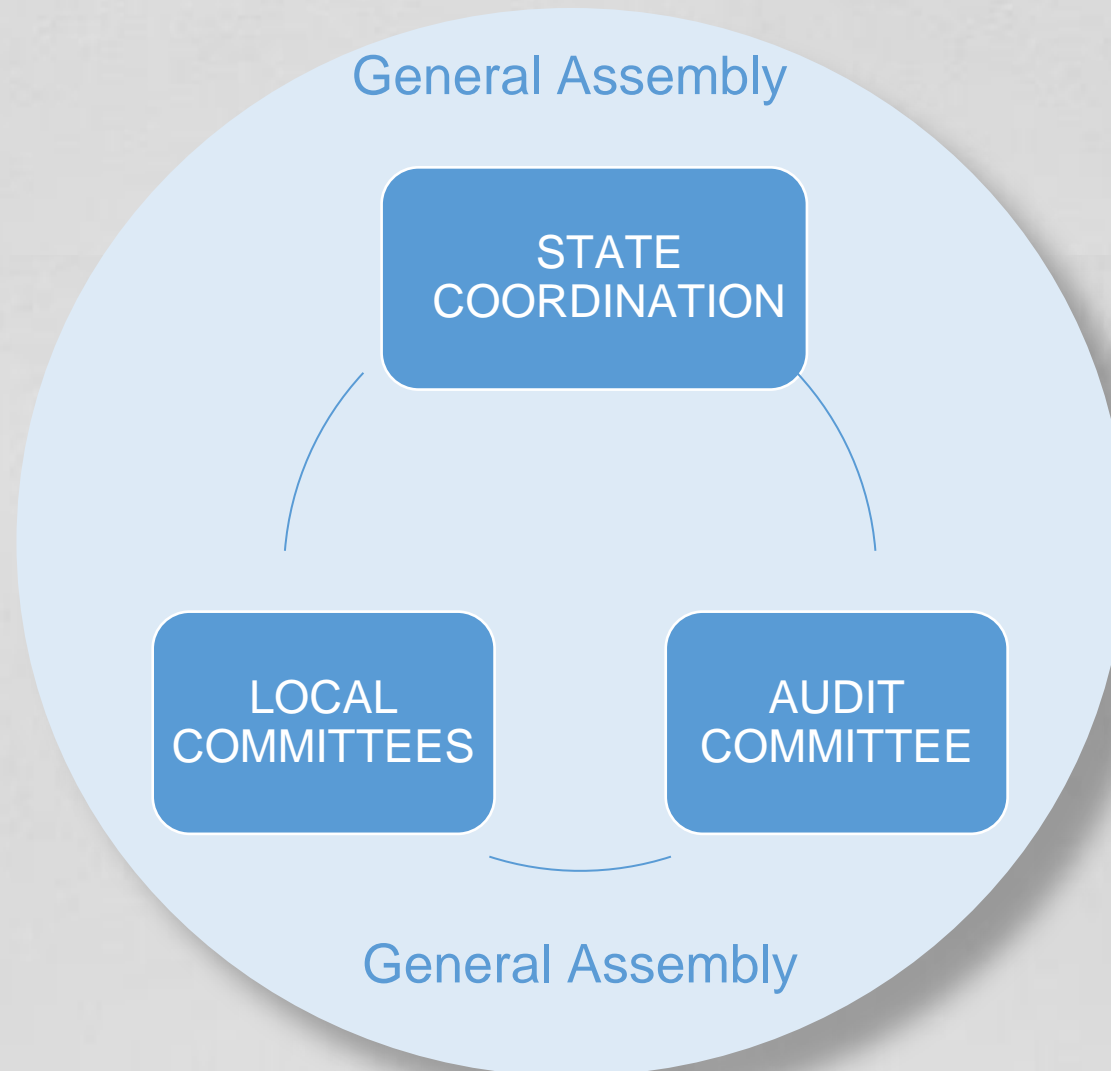 General Assembly
STATE
COORDINATION
LOCAL
COMMITTEES
AUDIT
COMMITTEE
General Assembly